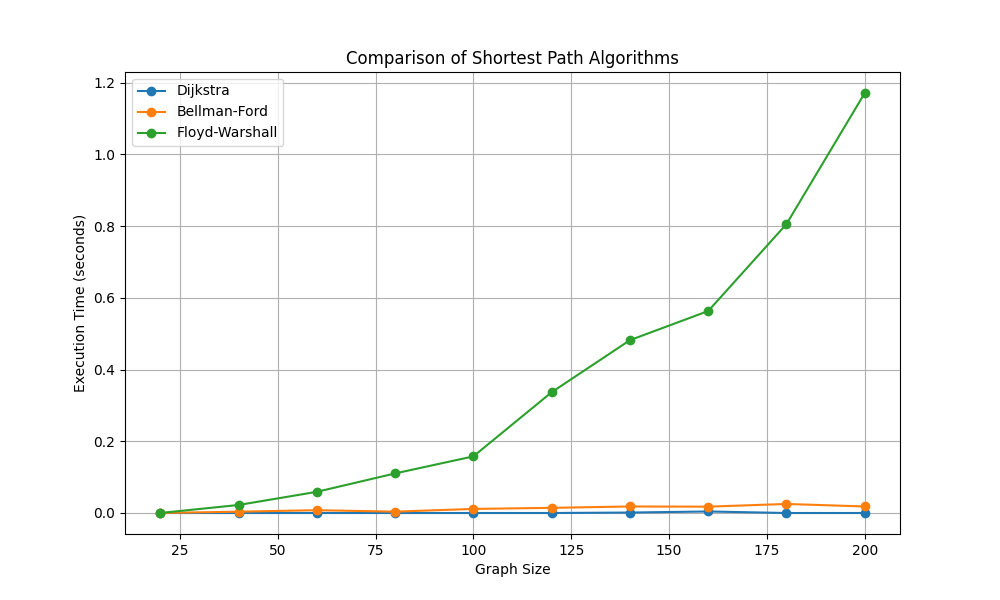 Comparison of Shortest Path Algorithms
Dijkstra
Bellman-Ford
Floyd-Warshall
Execution Time (seconds)
1.2
1.0
0.8
0.6
0.4
0.2
0.0
25 50 75 100 125 150 175 200
Graph Size